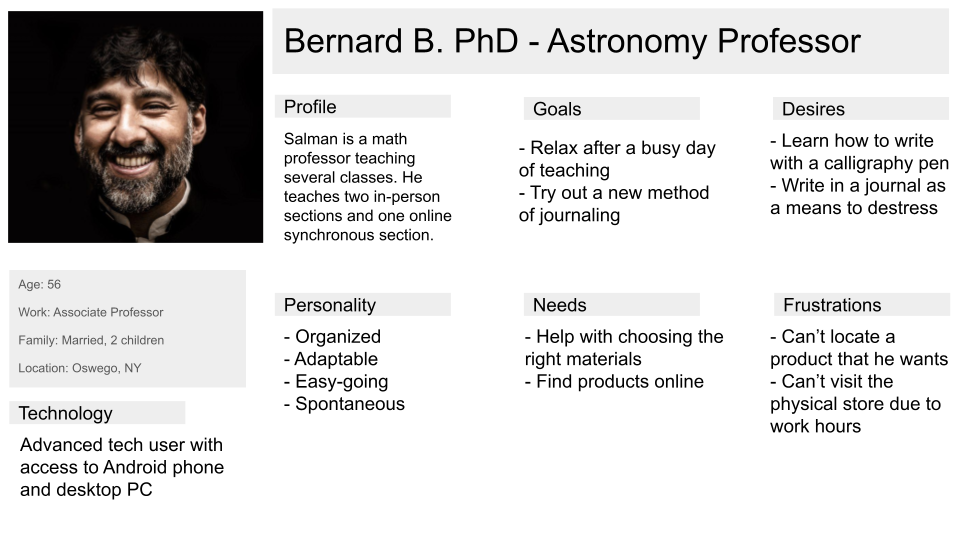 Bernard B. PhD - Astronomy Professor
Profile
Salman is a math
professor teaching
several classes. He
teaches two in-person
sections and one online
synchronous section.
Goals
- Relax after a busy day
of teaching
- Try out a new method
of journaling
Desires
- Learn how to write
with a calligraphy pen
- Write in a journal as
a means to destress
Age: 56
Work: Associate Professor
Family: Married, 2 children
Location: Oswego, NY
Technology
Advanced tech user with
access to Android phone
and desktop PC
Personality
- Organized
- Adaptable
- Easy-going
- Spontaneous
Needs
- Help with choosing the
right materials
- Find products online
Frustrations
- Can’t locate a
product that he wants
- Can’t visit the
physical store due to
work hours